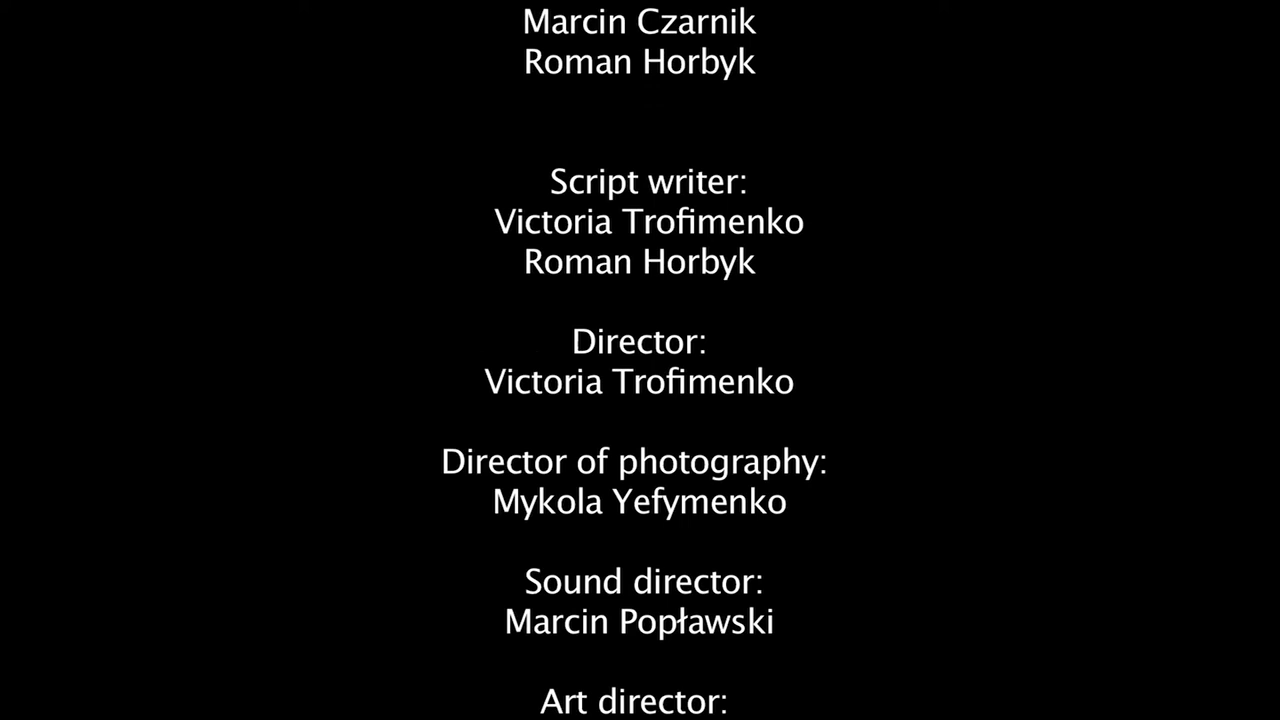 Marcin Czarnik
Roman Horbyk
Script writer:
Victoria Trofimenko
Roman Horbyk
Director:
Victoria Trofimenko
Director of photography:
Mykola Yefymenko
Sound director:
Marcin Popławski
Art director: